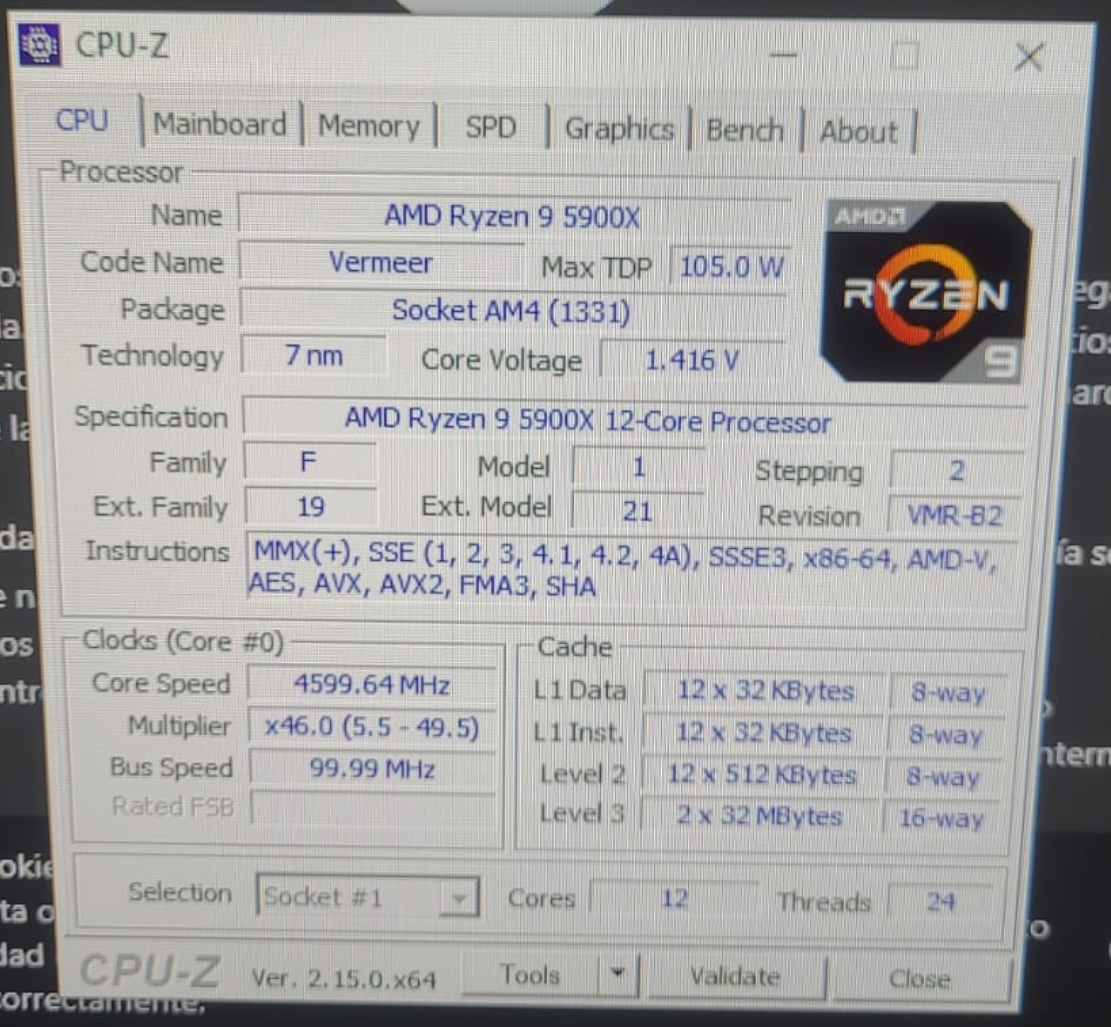 CPU-Z
CPU Mainboard Memory SPD Graphics Bench About
Processor
Name AMD Ryzen 9 5900X
Code Name Vermeer Max TDP 105.0 W
Package Socket AM4 (1331)
Technology 7 nm Core Voltage 1.416 V
AMD
RYZEN
9
Specification AMD Ryzen 9 5900X 12-Core Processor
Family F Model 1 Stepping 2
Ext. Family 19 Ext. Model 21 Revision VMR-B2
Instructions MMX(+), SSE (1, 2, 3, 4.1, 4.2, 4A), SSSE3, x86-64, AMD-V,
AES, AVX, AVX2, FMA3, SHA
Clocks (Core #0)
Core Speed 4599.64 MHz
Multiplier x46.0 (5.5 - 49.5)
Bus Speed 99.99 MHz
Rated FSB
Cache
L1 Data 12 x 32 KBytes 8-way
L1 Inst. 12 x 32 KBytes 8-way
Level 2 12 x 512 KBytes 8-way
Level 3 2 x 32 MBytes 16-way
Selection Socket #1 Cores 12 Threads 24
CPU-Z Ver. 2.15.0.x64 Tools Validate Close
correctamente,